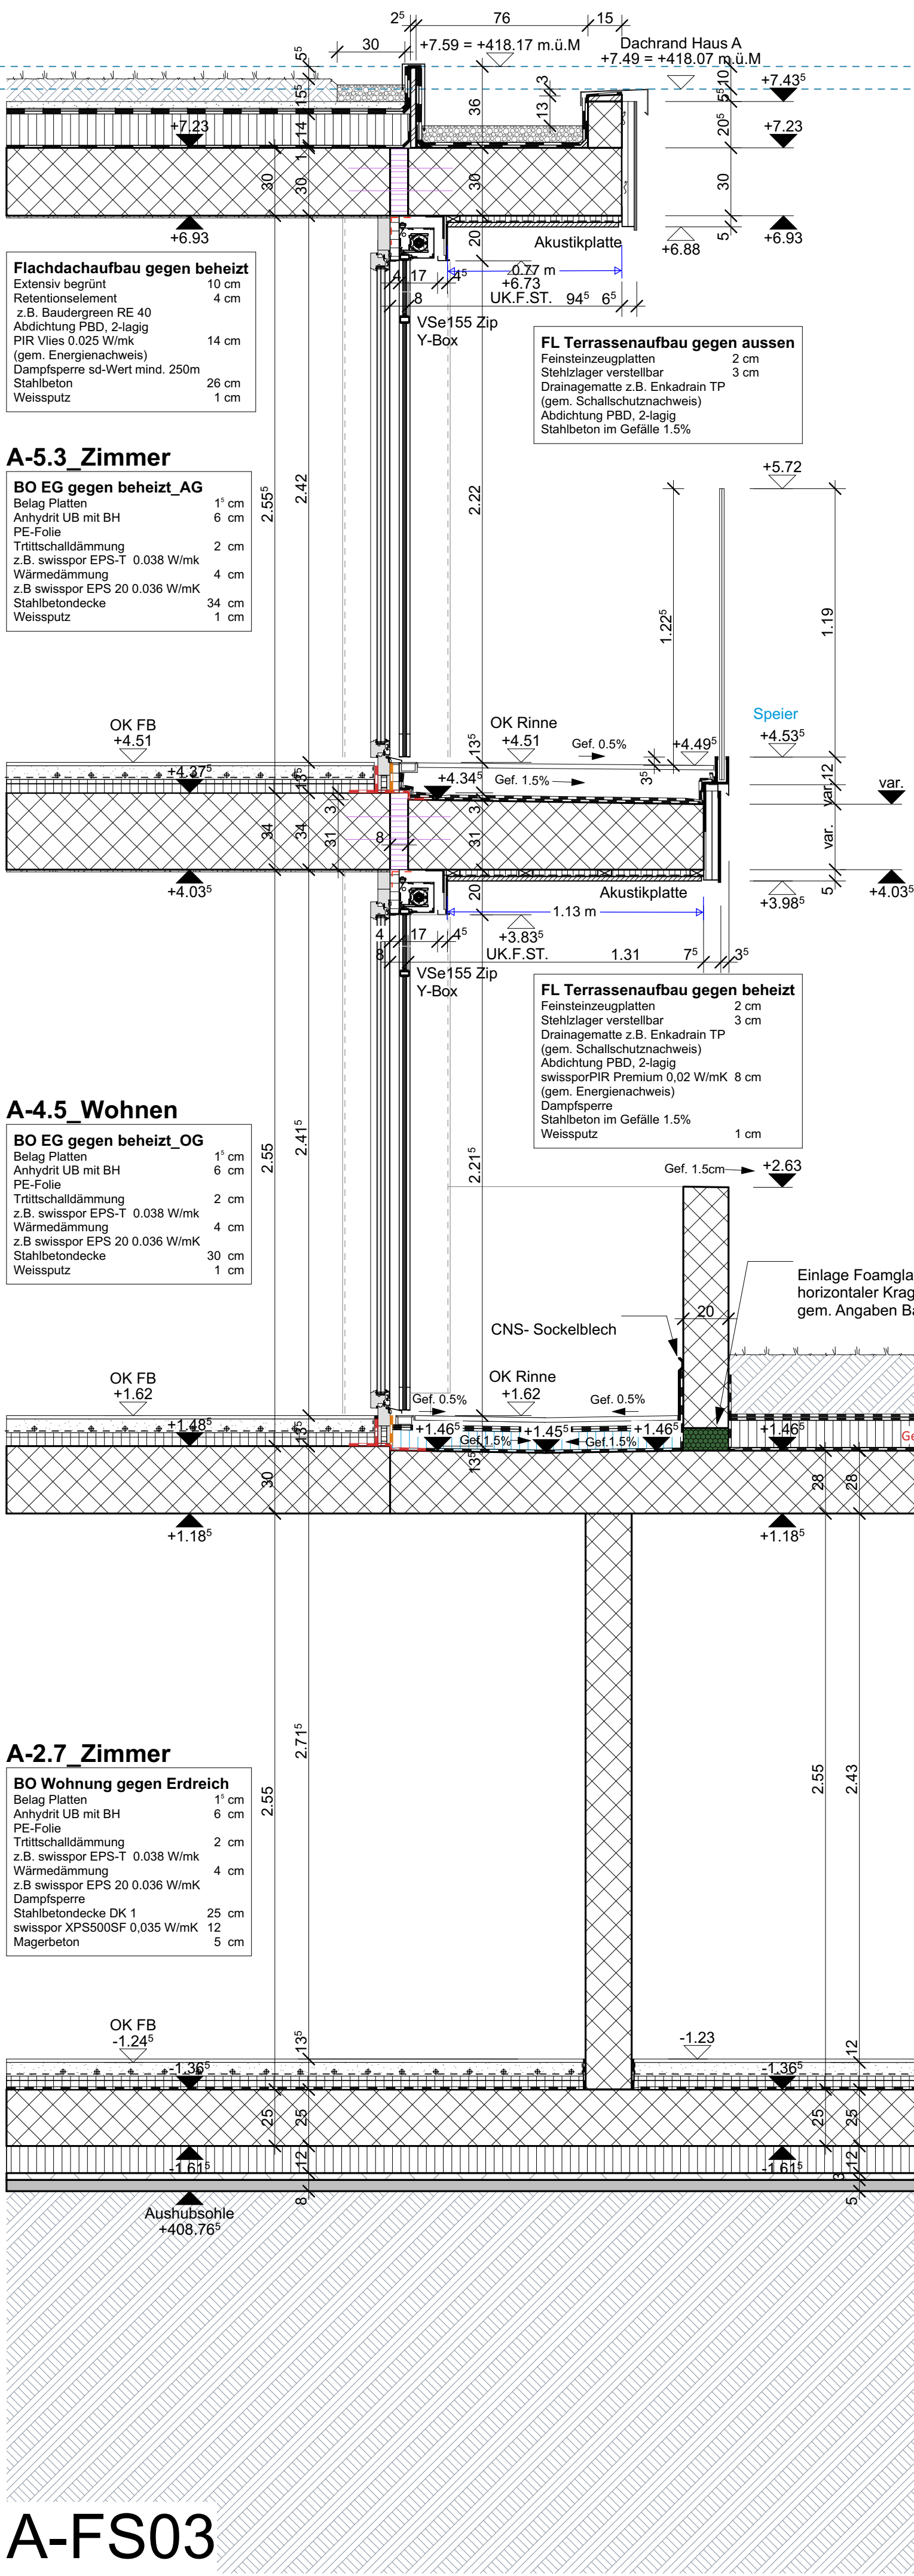 2⁵ 76 15
30 +7.59 = +418.17 m.ü.M Dachrand Haus A
+7.49 = +418.07 m.ü.M
5⁵ 15⁵ 14 1 30 30
36 3 13 30
10 5⁵ 20⁵ 30 5
+7.43⁵
+7.23 +7.23
+6.93 +6.88 +6.93
20 Akustikplatte
0.77 m
4 17 4⁵ +6.73
8 UK.F.ST. 94⁵ 6⁵
VSe155 Zip
Y-Box
Flachdachaufbau gegen beheizt
Extensiv begrünt 10 cm
Retentionselement 4 cm
z.B. Baudergreen RE 40
Abdichtung PBD, 2-lagig
PIR Vlies 0.025 W/mk 14 cm
(gem. Energienachweis)
Dampfsperre sd-Wert mind. 250m
Stahlbeton 26 cm
Weissputz 1 cm
FL Terrassenaufbau gegen aussen
Feinsteinzeugplatten 2 cm
Stehlzlager verstellbar 3 cm
Drainagematte z.B. Enkadrain TP
(gem. Schallschutznachweis)
Abdichtung PBD, 2-lagig
Stahlbeton im Gefälle 1.5%
A-5.3_Zimmer
BO EG gegen beheizt_AG
Belag Platten 1⁵ cm
Anhydrit UB mit BH 6 cm
PE-Folie
Trtittschalldämmung 2 cm
z.B. swisspor EPS-T 0.038 W/mk
Wärmedämmung 4 cm
z.B swisspor EPS 20 0.036 W/mK
Stahlbetondecke 34 cm
Weissputz 1 cm
2.55⁵ 2.42 2.22
+5.72
1.22⁵ 1.19
Speier
OK FB
+4.51
OK Rinne
+4.51
Gef. 0.5%
+4.49⁵
+4.53⁵
13⁵
+4.37⁵ 13⁵
+4.34⁵ Gef. 1.5%
3⁵ 12 var. var.
34 34 3 31 8 3 31
var. 5
+4.03⁵ +3.98⁵ +4.03⁵
20 Akustikplatte
1.13 m
4 17 4⁵ +3.83⁵
8 UK.F.ST. 1.31 7⁵ 3⁵
VSe155 Zip
Y-Box
FL Terrassenaufbau gegen beheizt
Feinsteinzeugplatten 2 cm
Stehlzlager verstellbar 3 cm
Drainagematte z.B. Enkadrain TP
(gem. Schallschutznachweis)
Abdichtung PBD, 2-lagig
swissporPIR Premium 0,02 W/mK 8 cm
(gem. Energienachweis)
Dampfsperre
Stahlbeton im Gefälle 1.5%
Weissputz 1 cm
A-4.5_Wohnen
BO EG gegen beheizt_OG
Belag Platten 1⁵ cm
Anhydrit UB mit BH 6 cm
PE-Folie
Trtittschalldämmung 2 cm
z.B. swisspor EPS-T 0.038 W/mk
Wärmedämmung 4 cm
z.B swisspor EPS 20 0.036 W/mK
Stahlbetondecke 30 cm
Weissputz 1 cm
2.55 2.41⁵ 2.21⁵
Gef. 1.5cm +2.63
Einlage Foamgla
horizontaler Krag
gem. Angaben Ba
20
CNS- Sockelblech
OK FB
+1.62
OK Rinne
+1.62
Gef. 0.5% Gef. 0.5%
+1.48⁵ 13⁵ +1.46⁵ +1.45⁵ +1.46⁵ +1.46⁵
13⁵ Gef.1.5% Gef.1.5% Ge
30 28 28
+1.18⁵ +1.18⁵
2.55 2.71⁵ 2.55 2.43
A-2.7_Zimmer
BO Wohnung gegen Erdreich
Belag Platten 1⁵ cm
Anhydrit UB mit BH 6 cm
PE-Folie
Trtittschalldämmung 2 cm
z.B. swisspor EPS-T 0.038 W/mk
Wärmedämmung 4 cm
z.B swisspor EPS 20 0.036 W/mK
Dampfsperre
Stahlbetondecke DK 1 25 cm
swisspor XPS500SF 0,035 W/mK 12
Magerbeton 5 cm
OK FB
-1.24⁵
13⁵ -1.23 12
-1.36⁵ -1.36⁵
25 25 25 25
-1.61⁵ 12 -1.61⁵ 12
8 3 5
Aushubsohle
+408.76⁵
A-FS03